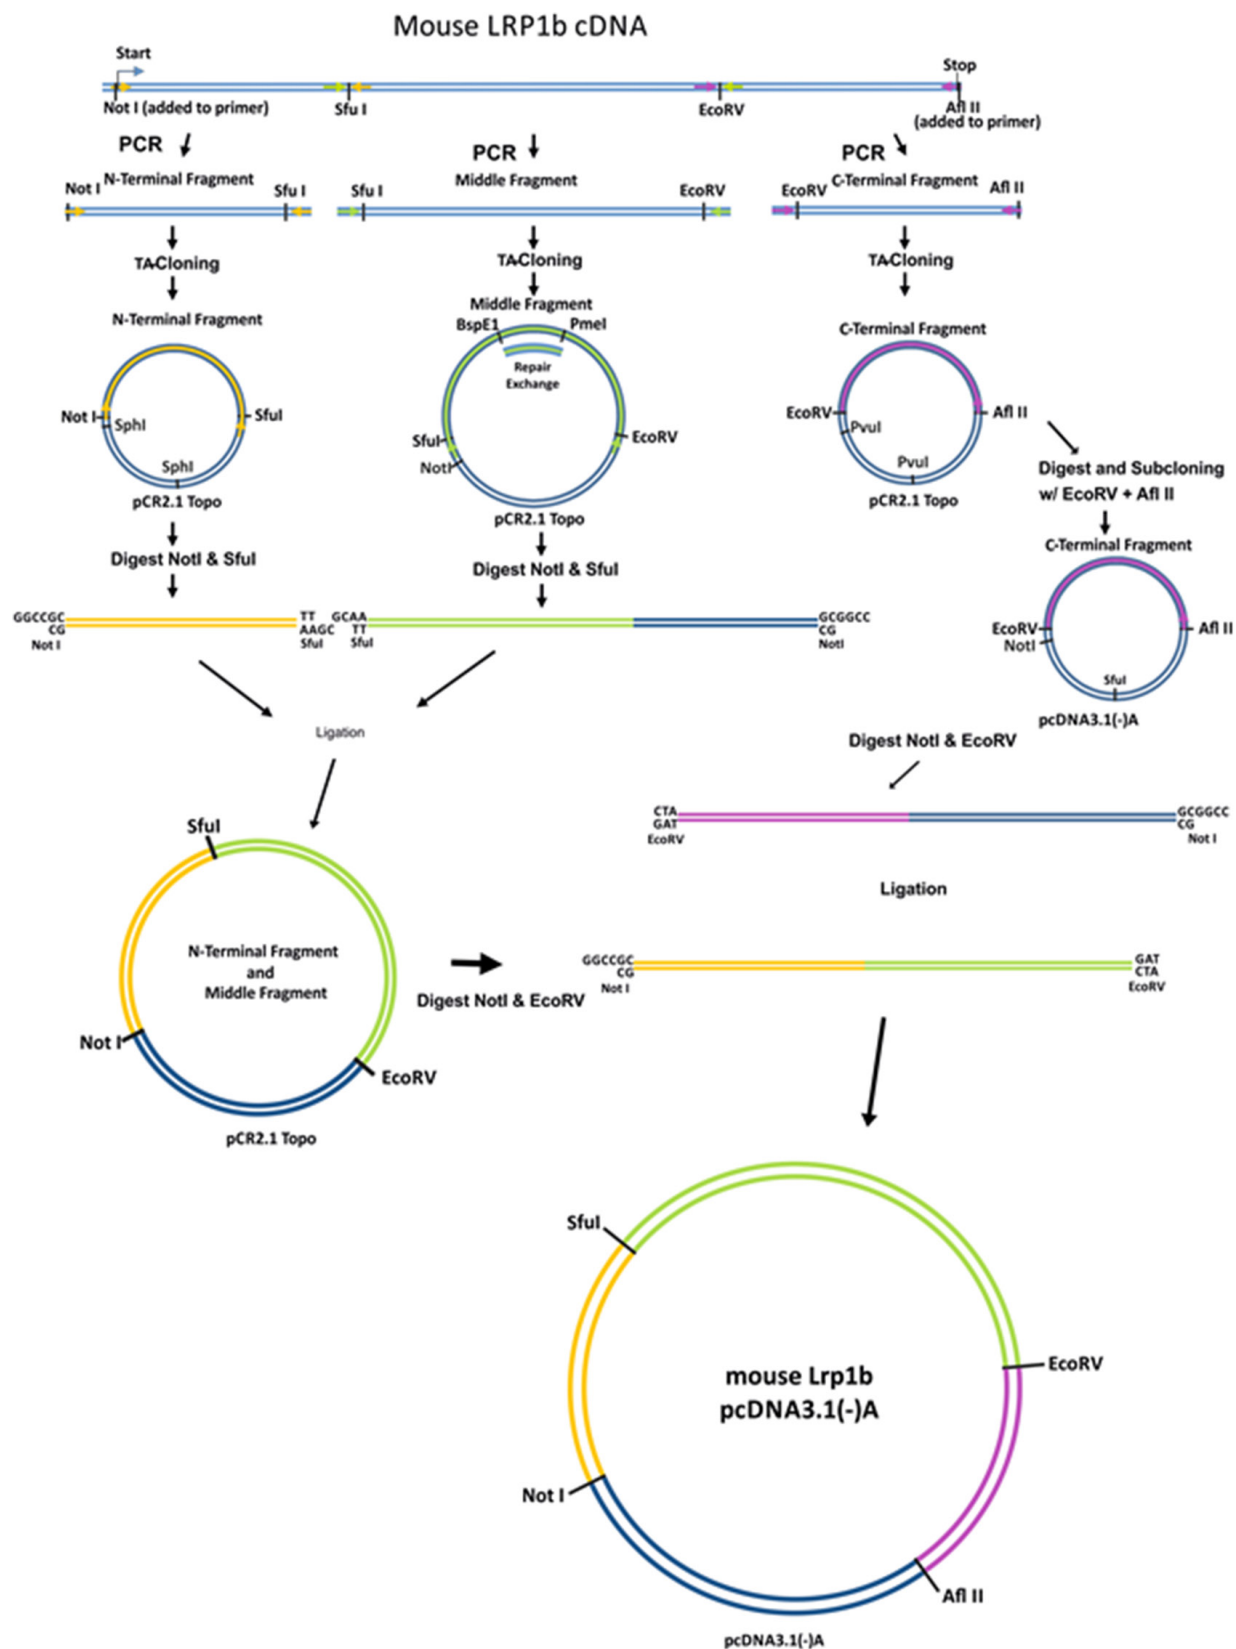 Mouse LRP1b cDNA
Start
Stop
Not I (added to primer)
Sfu I
EcoRV
Afl II
(added to primer)
PCR
PCR
PCR
N-Terminal Fragment
Not I
Sfu I
Middle Fragment
Sfu I
EcoRV
C-Terminal Fragment
EcoRV
Afl II
TA-Cloning
TA-Cloning
TA-Cloning
N-Terminal Fragment
Not I
SphI
SfuI
SphI
pCR2.1 Topo
Middle Fragment
BspE1
PmeI
Repair
Exchange
SfuI
NotI
EcoRV
pCR2.1 Topo
C-Terminal Fragment
EcoRV
PvuI
Afl II
PvuI
pCR2.1 Topo
Digest and Subcloning
w/ EcoRV + Afl II
C-Terminal Fragment
EcoRV
NotI
Afl II
SfuI
pcDNA3.1(-)A
Digest NotI & SfuI
Digest NotI & SfuI
GGCCGC
CG
Not I
TT
AAGC
SfuI
GCAA
TT
SfuI
GCGGCC
CG
NotI
Ligation
Digest NotI & EcoRV
CTA
GAT
EcoRV
GCGGCC
CG
Not I
Ligation
SfuI
N-Terminal Fragment
and
Middle Fragment
Not I
EcoRV
pCR2.1 Topo
Digest NotI & EcoRV
GGCCGC
CG
Not I
GAT
CTA
EcoRV
SfuI
EcoRV
mouse Lrp1b
pcDNA3.1(-)A
Not I
Afl II
pcDNA3.1(-)A